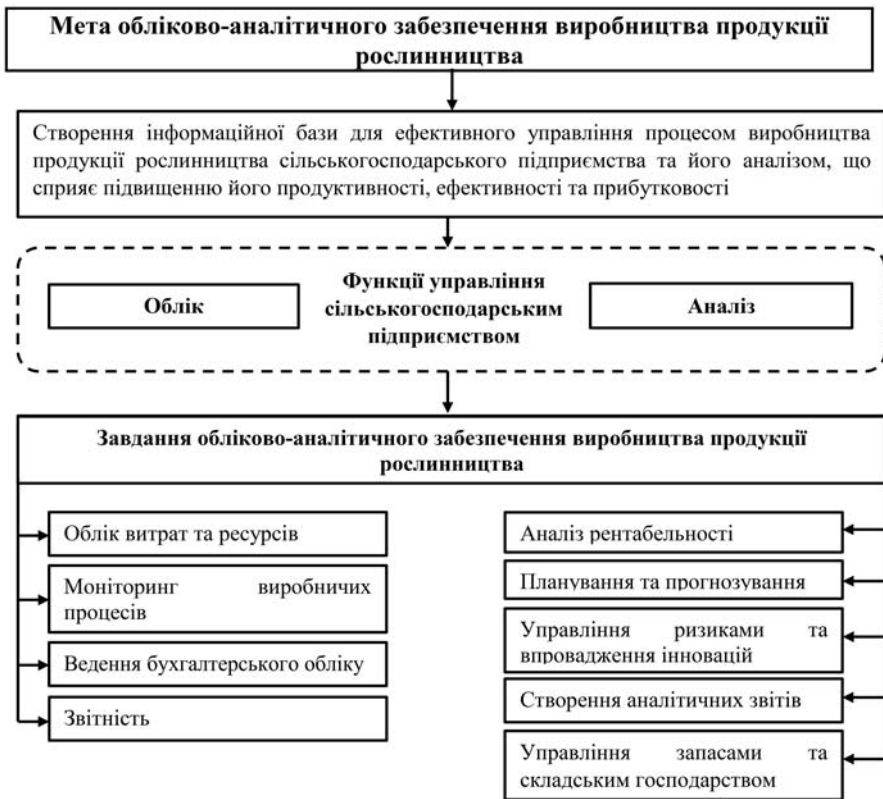 Мета обліково-аналітичного забезпечення виробництва продукції
рослинництва
Створення інформаційної бази для ефективного управління процесом виробництва
продукції рослинництва сільськогосподарського підприємства та його аналізом, що
сприяє підвищенню його продуктивності, ефективності та прибутковості
Функції управління
сільськогосподарським
підприємством
Облік
Аналіз
Завдання обліково-аналітичного забезпечення виробництва продукції
рослинництва
Облік витрат та ресурсів
Моніторинг виробничих
процесів
Ведення бухгалтерського обліку
Звітність
Аналіз рентабельності
Планування та прогнозування
Управління ризиками та
впровадження інновацій
Створення аналітичних звітів
Управління запасами та
складським господарством